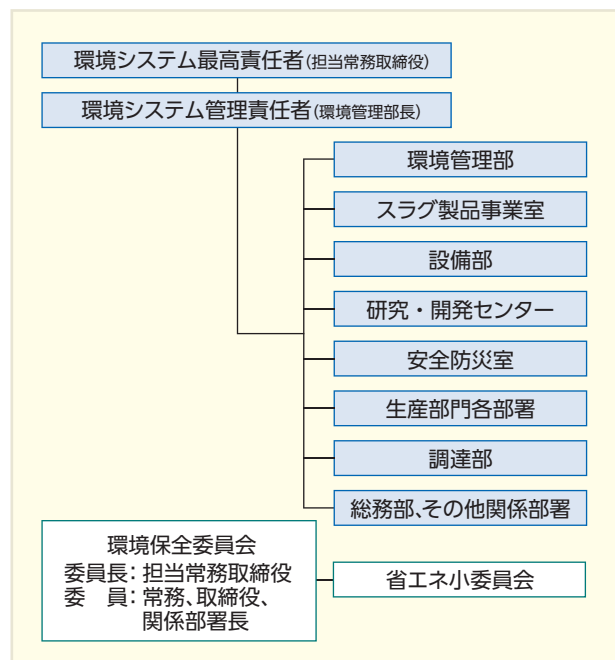 環境システム最高責任者(担当常務取締役)
環境システム管理責任者(環境管理部長)
環境管理部
スラグ製品事業室
設備部
研究・開発センター
安全防災室
生産部門各部署
調達部
総務部、その他関係部署
環境保全委員会
委員長：担当常務取締役
委　員：常務、取締役、
関係部署長
省エネ小委員会